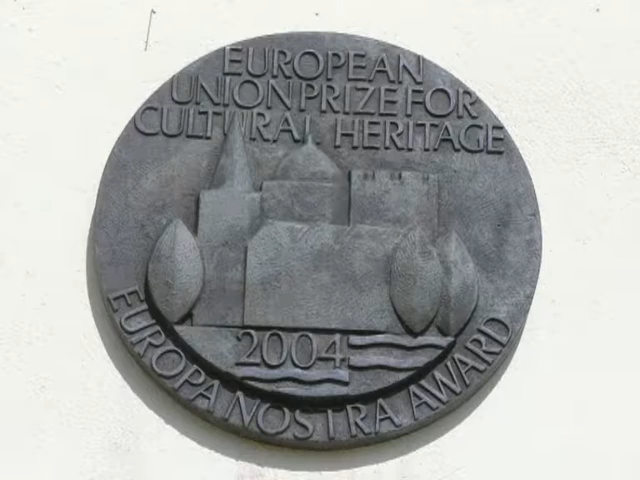 EUROPEAN
UNION PRIZE FOR
CULTURAL HERITAGE
2004
EUROPA NOSTRA AWARD